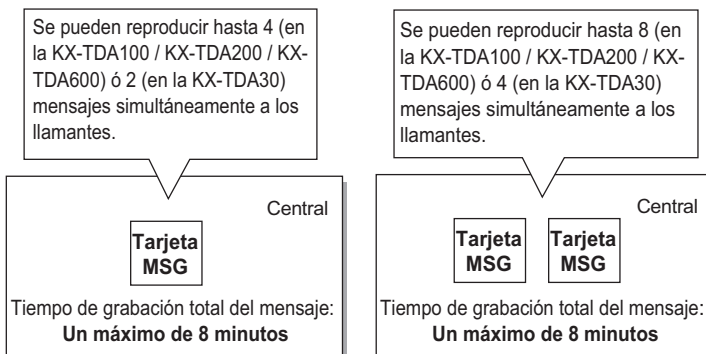 Se pueden reproducir hasta 4 (en
la KX-TDA100 / KX-TDA200 / KX-
TDA600) ó 2 (en la KX-TDA30)
mensajes simultáneamente a los
llamantes.
Central
Tarjeta
MSG
Tiempo de grabación total del mensaje:
Un máximo de 8 minutos
Se pueden reproducir hasta 8 (en
la KX-TDA100 / KX-TDA200 / KX-
TDA600) ó 4 (en la KX-TDA30)
mensajes simultáneamente a los
llamantes.
Central
Tarjeta
MSG
Tarjeta
MSG
Tiempo de grabación total del mensaje:
Un máximo de 8 minutos